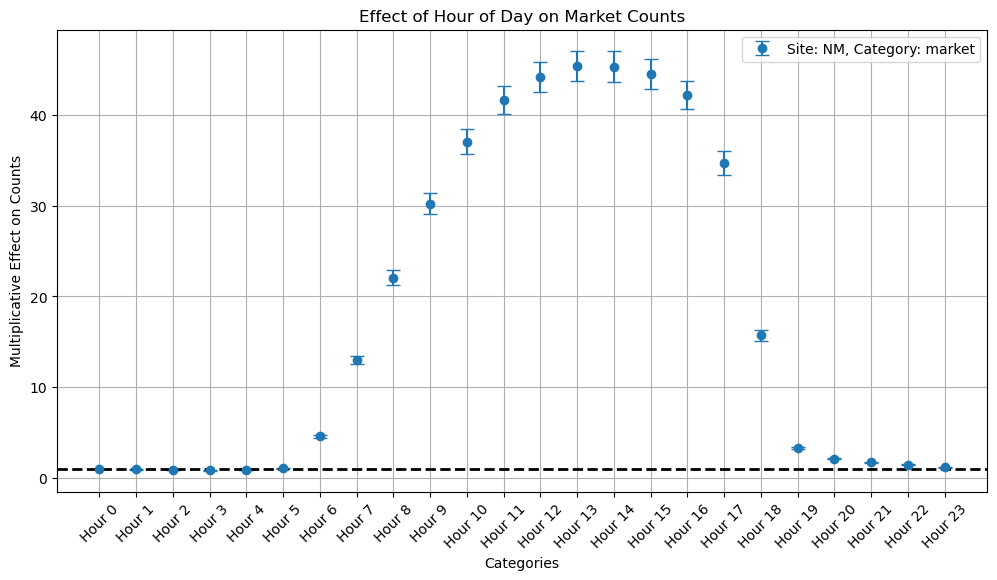 Effect of Hour of Day on Market Counts
Site: NM, Category: market
Multiplicative Effect on Counts
40
30
20
10
0
Hour 0
Hour 1
Hour 2
Hour 3
Hour 4
Hour 5
Hour 6
Hour 7
Hour 8
Hour 9
Hour 10
Hour 11
Hour 12
Hour 13
Hour 14
Hour 15
Hour 16
Hour 17
Hour 18
Hour 19
Hour 20
Hour 21
Hour 22
Hour 23
Categories